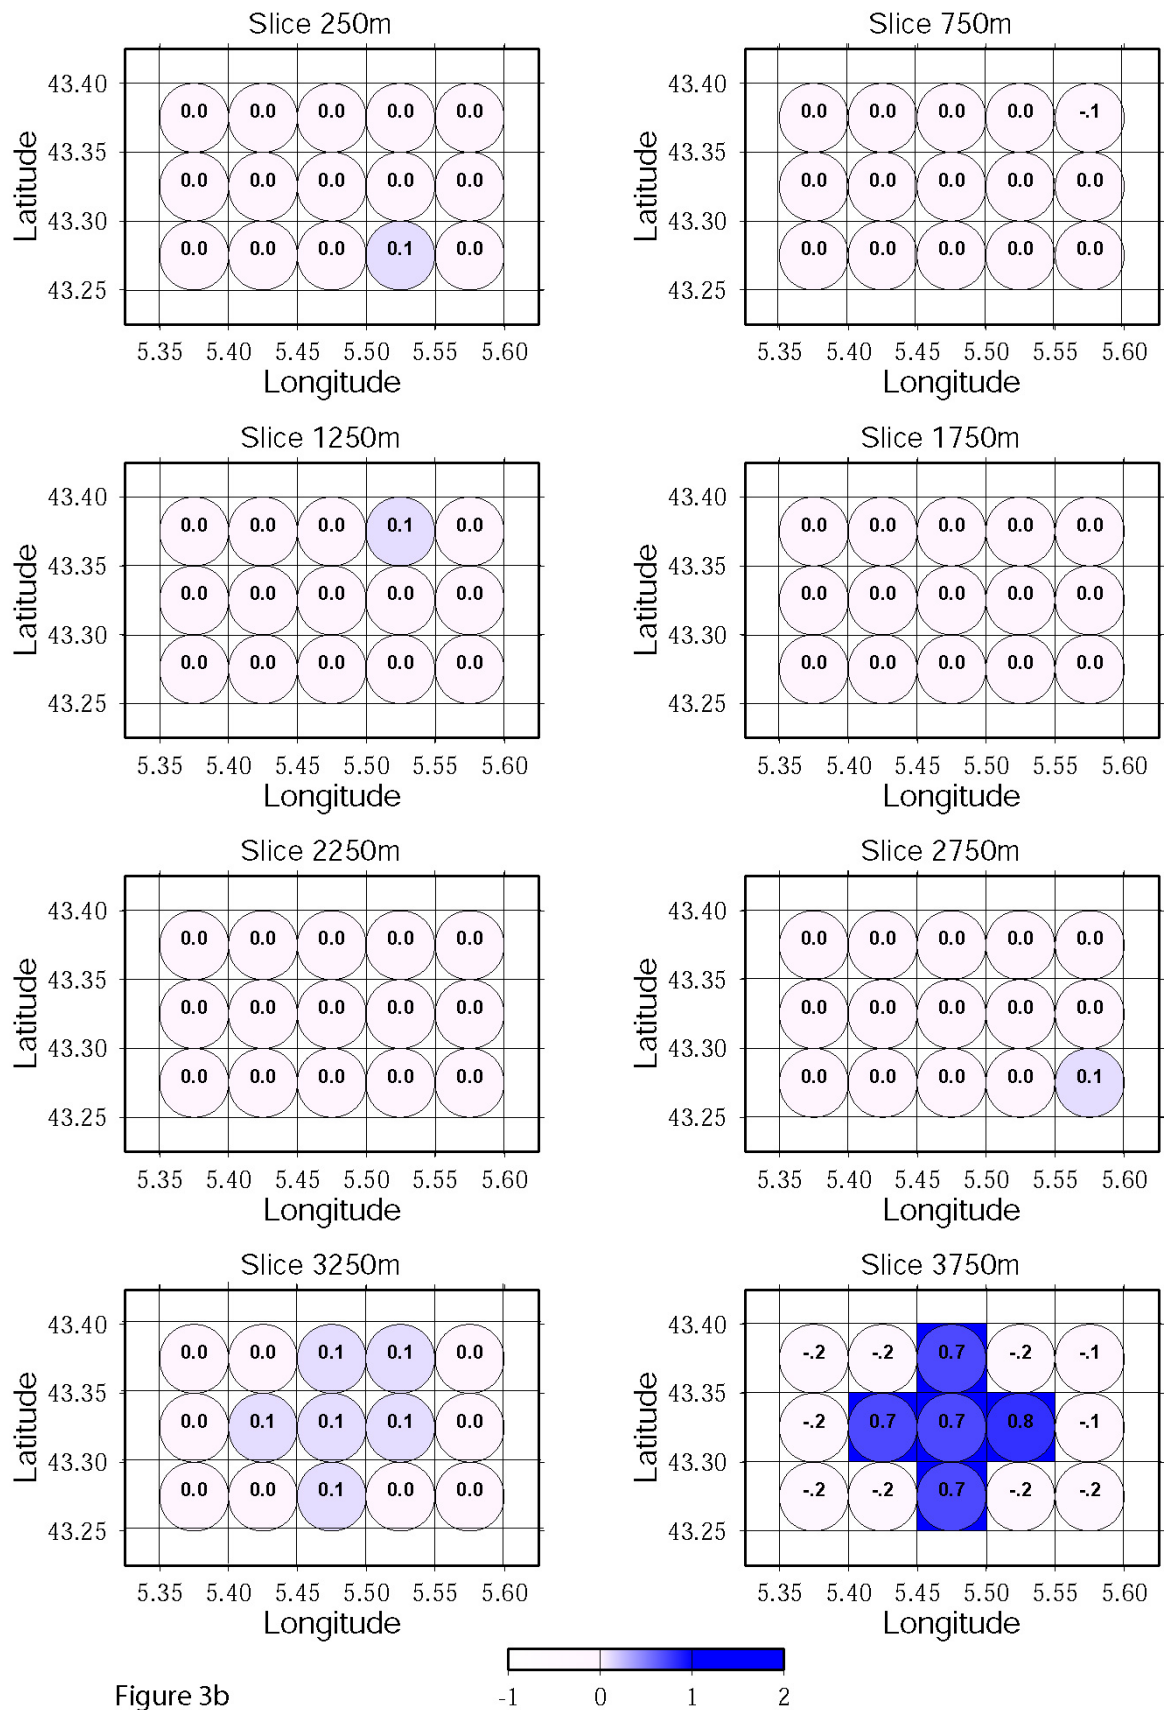 Slice 250m Slice 750m
43.40 43.40
0.0 0.0 0.0 0.0 0.0 0.0 0.0 0.0 0.0 -.1
43.35 43.35
0.0 0.0 0.0 0.0 0.0 0.0 0.0 0.0 0.0 0.0
43.30 43.30
0.0 0.0 0.0 0.1 0.0 0.0 0.0 0.0 0.0 0.0
43.25 43.25
Latitude Latitude
5.35 5.40 5.45 5.50 5.55 5.60 5.35 5.40 5.45 5.50 5.55 5.60
Longitude Longitude
Slice 1250m Slice 1750m
43.40 43.40
0.0 0.0 0.0 0.1 0.0 0.0 0.0 0.0 0.0 0.0
43.35 43.35
0.0 0.0 0.0 0.0 0.0 0.0 0.0 0.0 0.0 0.0
43.30 43.30
0.0 0.0 0.0 0.0 0.0 0.0 0.0 0.0 0.0 0.0
43.25 43.25
Latitude Latitude
5.35 5.40 5.45 5.50 5.55 5.60 5.35 5.40 5.45 5.50 5.55 5.60
Longitude Longitude
Slice 2250m Slice 2750m
43.40 43.40
0.0 0.0 0.0 0.0 0.0 0.0 0.0 0.0 0.0 0.0
43.35 43.35
0.0 0.0 0.0 0.0 0.0 0.0 0.0 0.0 0.0 0.0
43.30 43.30
0.0 0.0 0.0 0.0 0.0 0.0 0.0 0.0 0.0 0.1
43.25 43.25
Latitude Latitude
5.35 5.40 5.45 5.50 5.55 5.60 5.35 5.40 5.45 5.50 5.55 5.60
Longitude Longitude
Slice 3250m Slice 3750m
43.40 43.40
0.0 0.0 0.1 0.1 0.0 -.2 -.2 0.7 -.2 -.1
43.35 43.35
0.0 0.1 0.1 0.1 0.0 -.2 0.7 0.7 0.8 -.1
43.30 43.30
0.0 0.0 0.1 0.0 0.0 -.2 -.2 0.7 -.2 -.2
43.25 43.25
Latitude Latitude
5.35 5.40 5.45 5.50 5.55 5.60 5.35 5.40 5.45 5.50 5.55 5.60
Longitude Longitude
Figure 3b -1 0 1 2